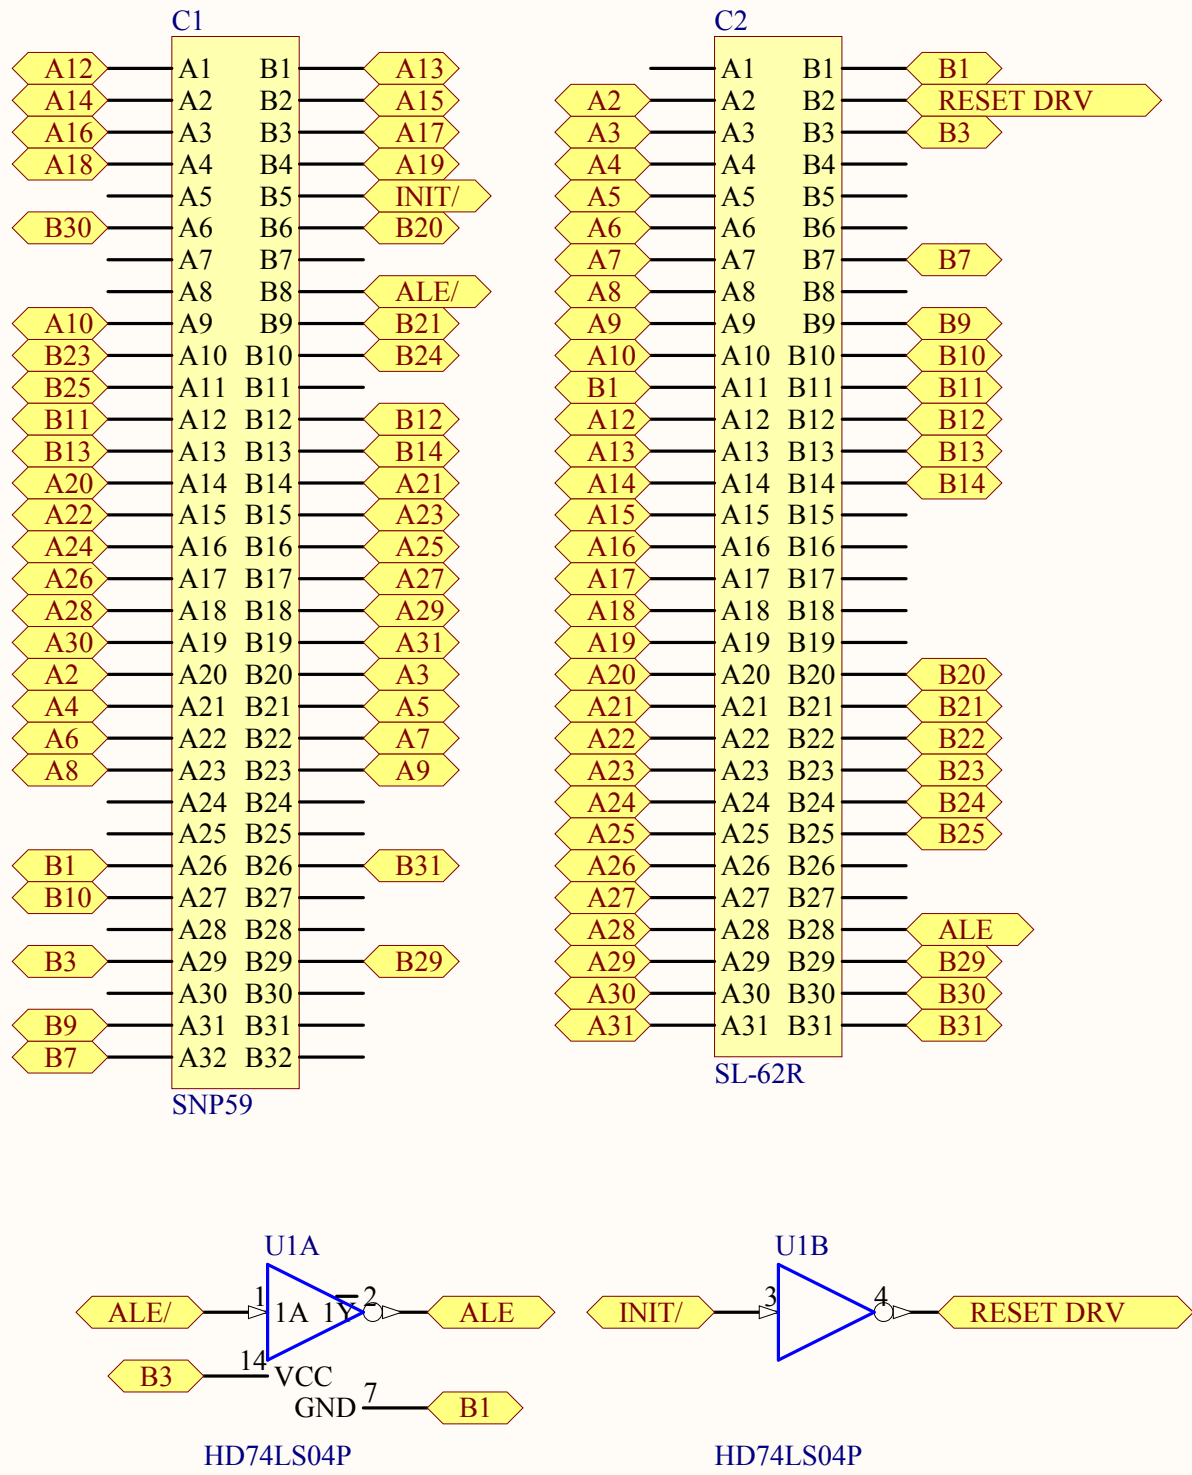 C1 C2
A12 A1 B1 A13 A1 B1 B1
A14 A2 B2 A15 A2 A2 B2 RESET DRV
A16 A3 B3 A17 A3 A3 B3 B3
A18 A4 B4 A19 A4 A4 B4
A5 B5 INIT/ A5 A5 B5
B30 A6 B6 B20 A6 A6 B6
A7 B7 A7 A7 B7 B7
A8 B8 ALE/ A8 A8 B8
A10 A9 B9 B21 A9 A9 B9 B9
B23 A10 B10 B24 A10 A10 B10 B10
B25 A11 B11 B1 A11 B11 B11
B11 A12 B12 B12 A12 A12 B12 B12
B13 A13 B13 B14 A13 A13 B13 B13
A20 A14 B14 A21 A14 A14 B14 B14
A22 A15 B15 A23 A15 A15 B15
A24 A16 B16 A25 A16 A16 B16
A26 A17 B17 A27 A17 A17 B17
A28 A18 B18 A29 A18 A18 B18
A30 A19 B19 A31 A19 A19 B19
A2 A20 B20 A3 A20 A20 B20 B20
A4 A21 B21 A5 A21 A21 B21 B21
A6 A22 B22 A7 A22 A22 B22 B22
A8 A23 B23 A9 A23 A23 B23 B23
A24 B24 A24 A24 B24 B24
A25 B25 A25 A25 B25 B25
B1 A26 B26 B31 A26 A26 B26
B10 A27 B27 A27 A27 B27
A28 B28 A28 A28 B28 ALE
B3 A29 B29 B29 A29 A29 B29 B29
A30 B30 A30 A30 B30 B30
B9 A31 B31 A31 A31 B31 B31
B7 A32 B32
SL-62R
SNP59
U1A U1B
ALE/ 1 1A 1Y 2 ALE INIT/ 3 4 RESET DRV
B3 14 VCC
GND 7 B1
HD74LS04P HD74LS04P